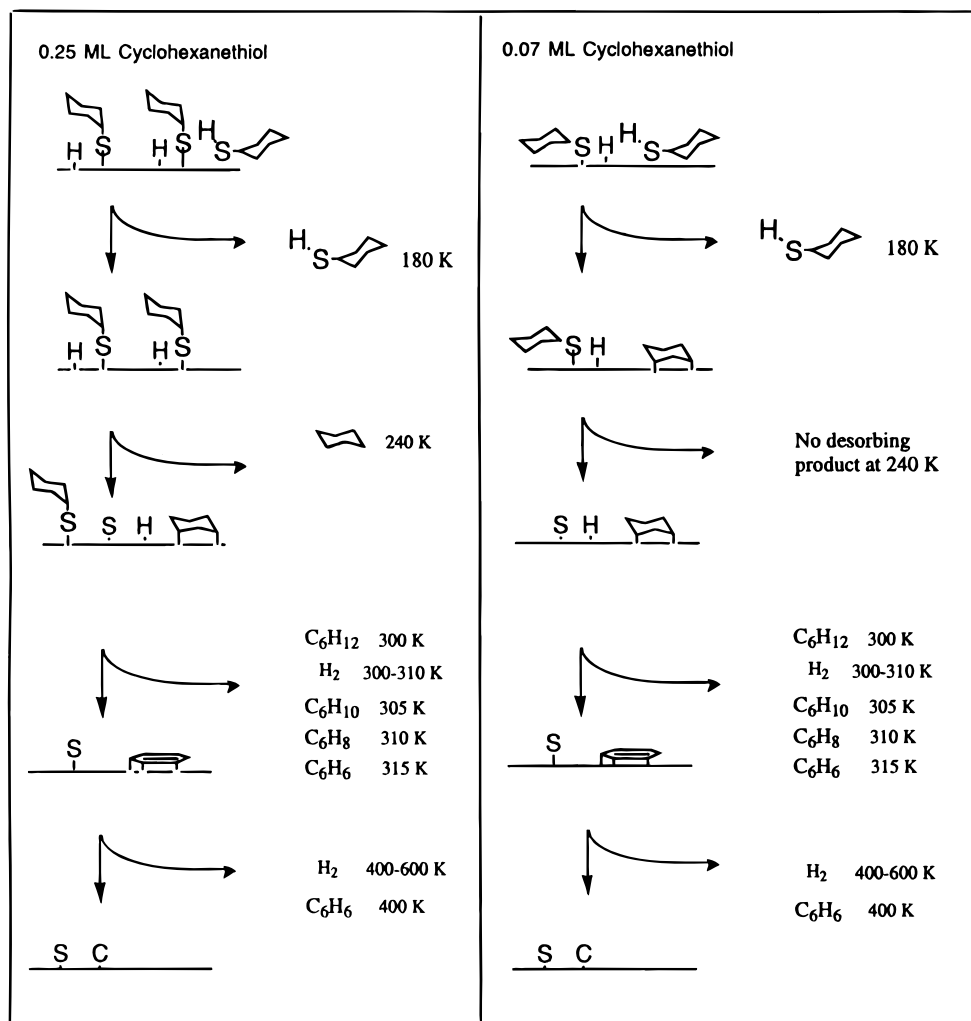 0.25 ML Cyclohexanethiol
H S H S H S
H S 180 K
H S H S
240 K
S S H
C6H12 300 K
H2 300-310 K
C6H10 305 K
C6H8 310 K
C6H6 315 K
S
H2 400-600 K
C6H6 400 K
S C
0.07 ML Cyclohexanethiol
S H H S
H S 180 K
S H
No desorbing
product at 240 K
S H
C6H12 300 K
H2 300-310 K
C6H10 305 K
C6H8 310 K
C6H6 315 K
S
H2 400-600 K
C6H6 400 K
S C